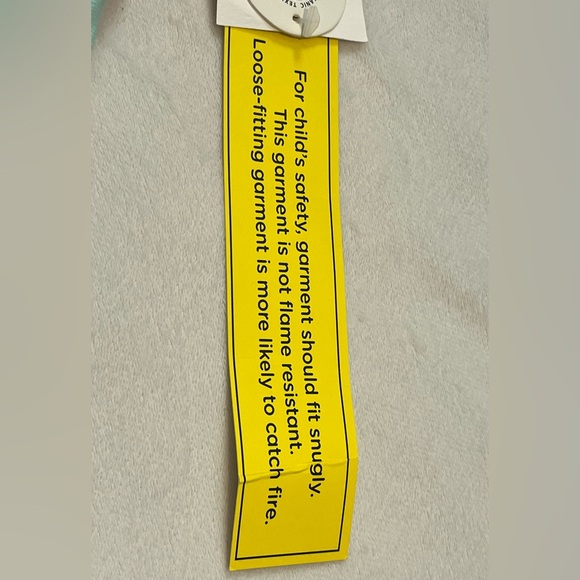 For child's safety, garment should fit snugly.
This garment is not flame resistant.
Loose-fitting garment is more likely to catch fire.